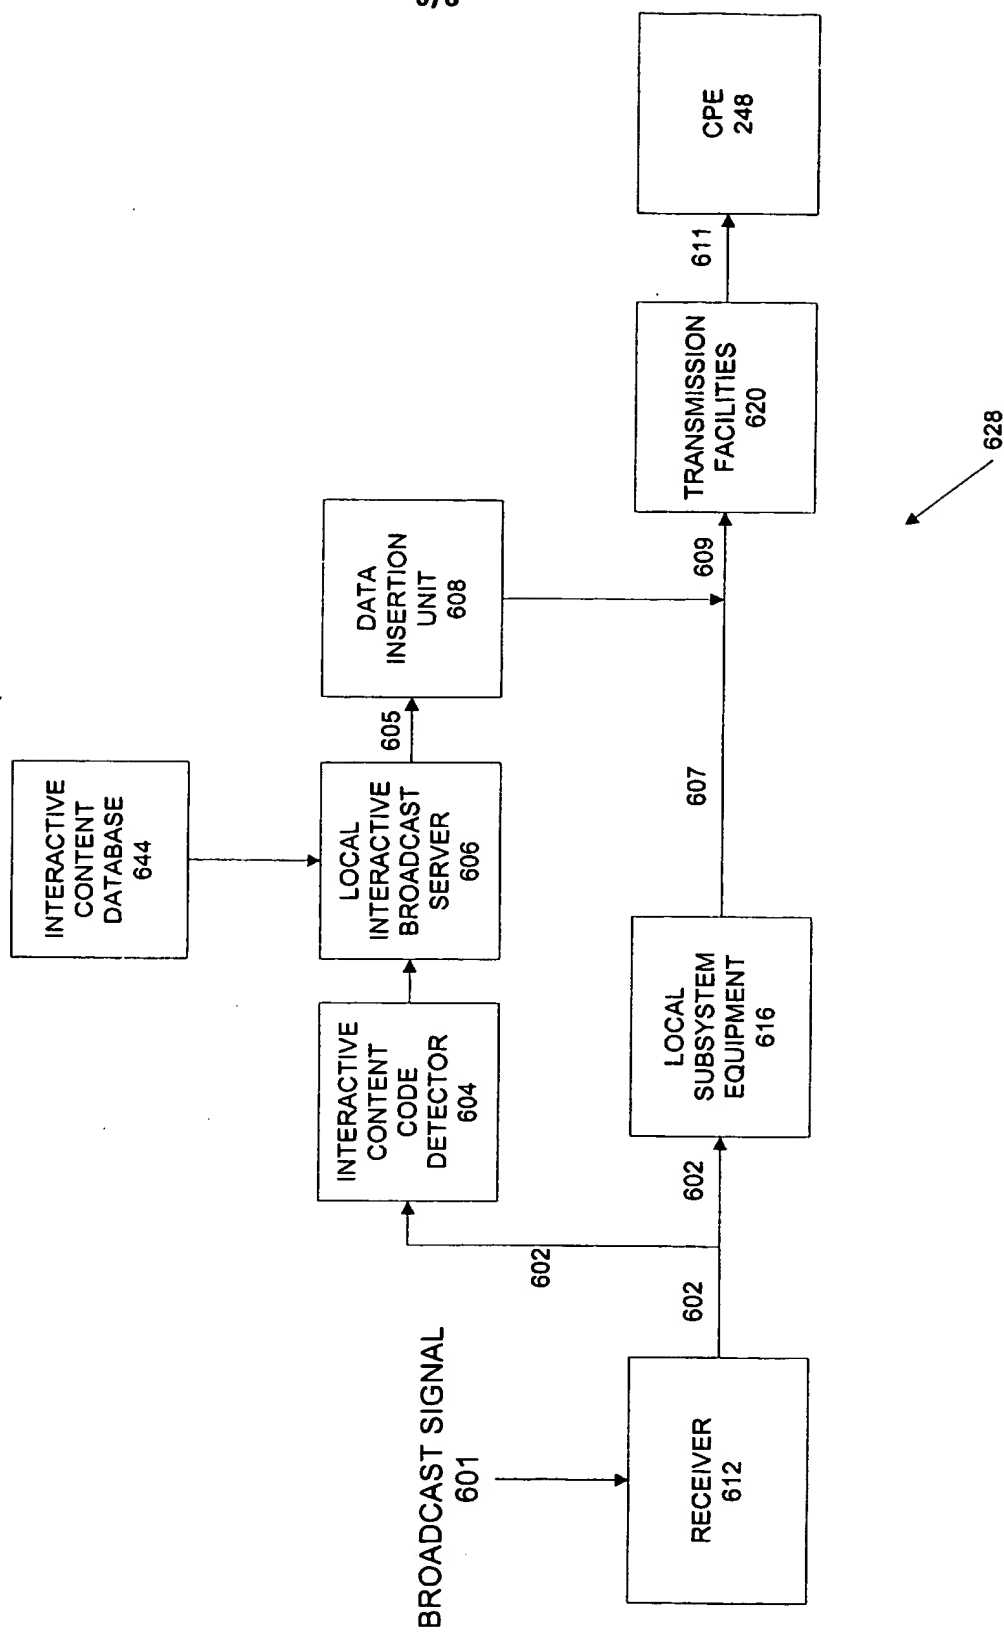 BROADCAST SIGNAL
601
RECEIVER
612
602
602
602
INTERACTIVE
CONTENT
CODE
DETECTOR
604
LOCAL
SUBSYSTEM
EQUIPMENT
616
INTERACTIVE
CONTENT
DATABASE
644
LOCAL
INTERACTIVE
BROADCAST
SERVER
606
605
607
DATA
INSERTION
UNIT
608
609
TRANSMISSION
FACILITIES
620
611
CPE
248
628